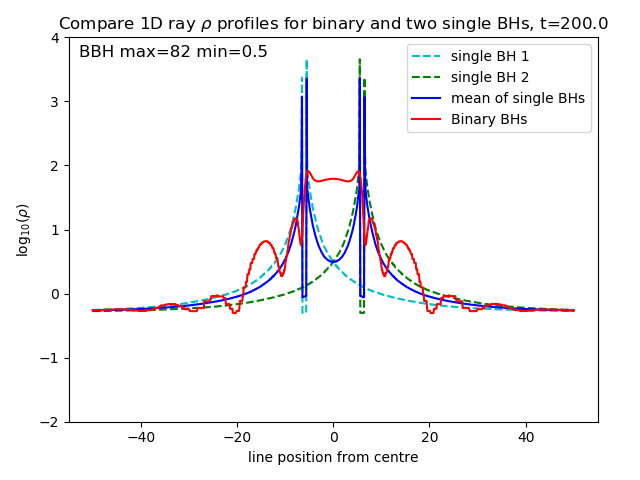 Compare 1D ray ρ profiles for binary and two single BHs, t=200.0
BBH max=82 min=0.5
single BH 1
single BH 2
mean of single BHs
Binary BHs
4
3
2
1
0
−1
−2
log₁₀(ρ)
−40
−20
0
20
40
line position from centre